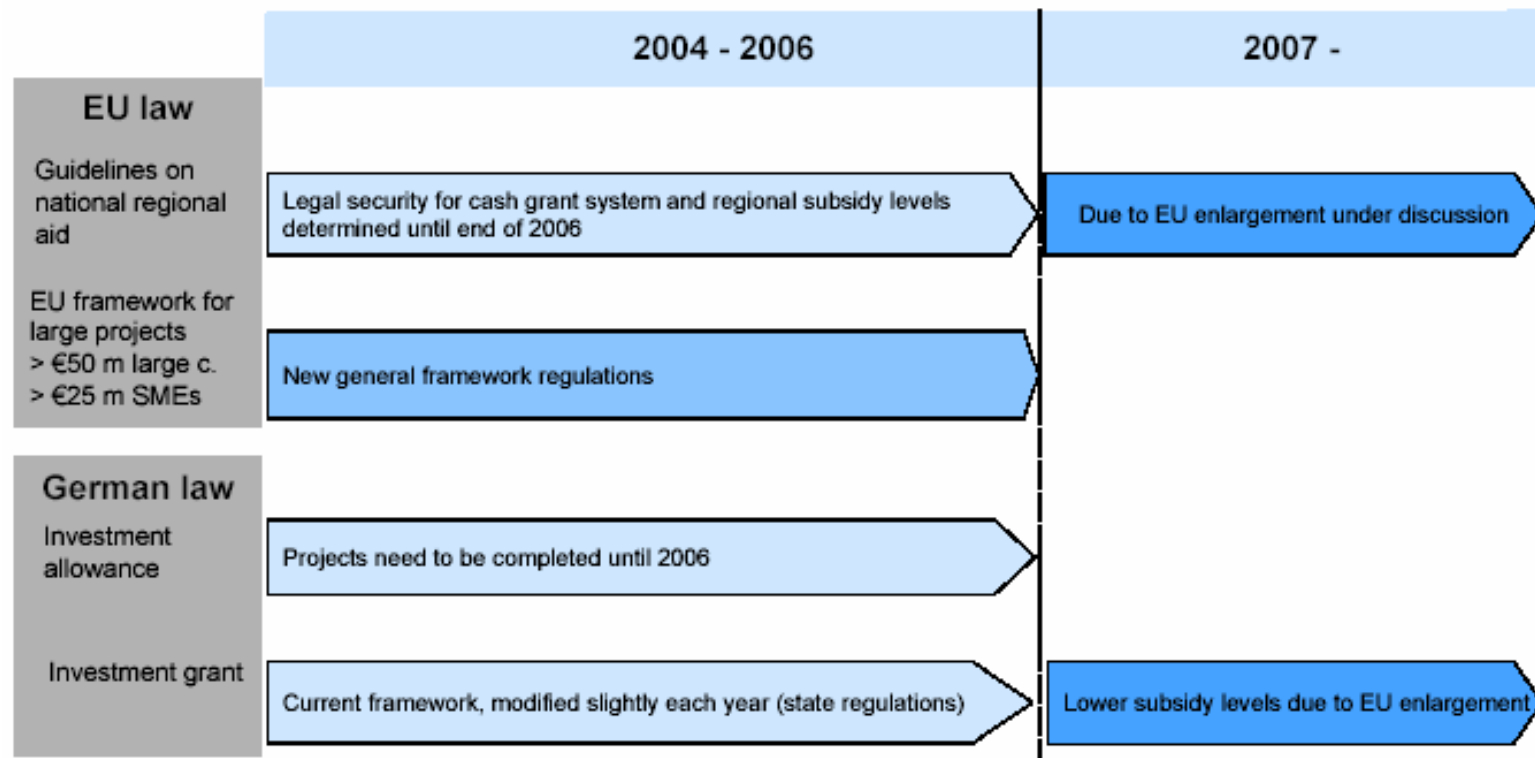 2004 - 2006
2007 -
EU law
Guidelines on
national regional
aid
Legal security for cash grant system and regional subsidy levels
determined until end of 2006
Due to EU enlargement under discussion
EU framework for
large projects
> €50 m large c.
> €25 m SMEs
New general framework regulations
German law
Investment
allowance
Projects need to be completed until 2006
Investment grant
Current framework, modified slightly each year (state regulations)
Lower subsidy levels due to EU enlargement